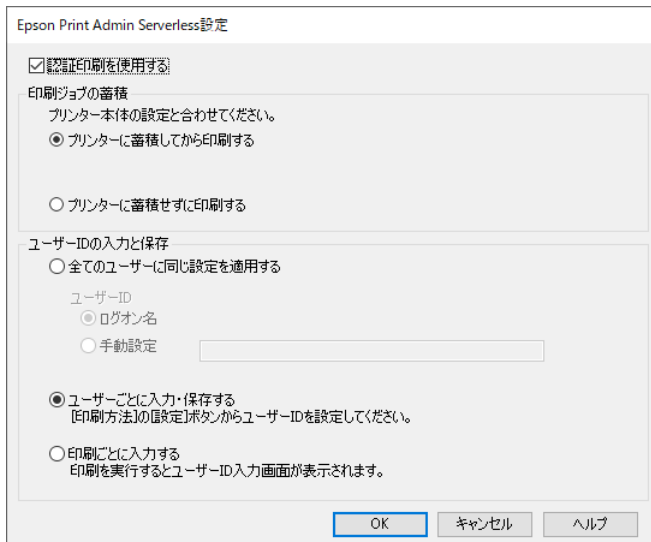 Epson Print Admin Serverless設定
認証印刷を使用する
印刷ジョブの蓄積
プリンター本体の設定と合わせてください。
プリンターに蓄積してから印刷する
プリンターに蓄積せずに印刷する
ユーザーIDの入力と保存
全てのユーザーに同じ設定を適用する
ユーザーID
ログオン名
手動設定
ユーザーごとに入力・保存する
[印刷方法]の[設定]ボタンからユーザーIDを設定してください。
印刷ごとに入力する
印刷を実行するとユーザーID入力画面が表示されます。
OK キャンセル ヘルプ